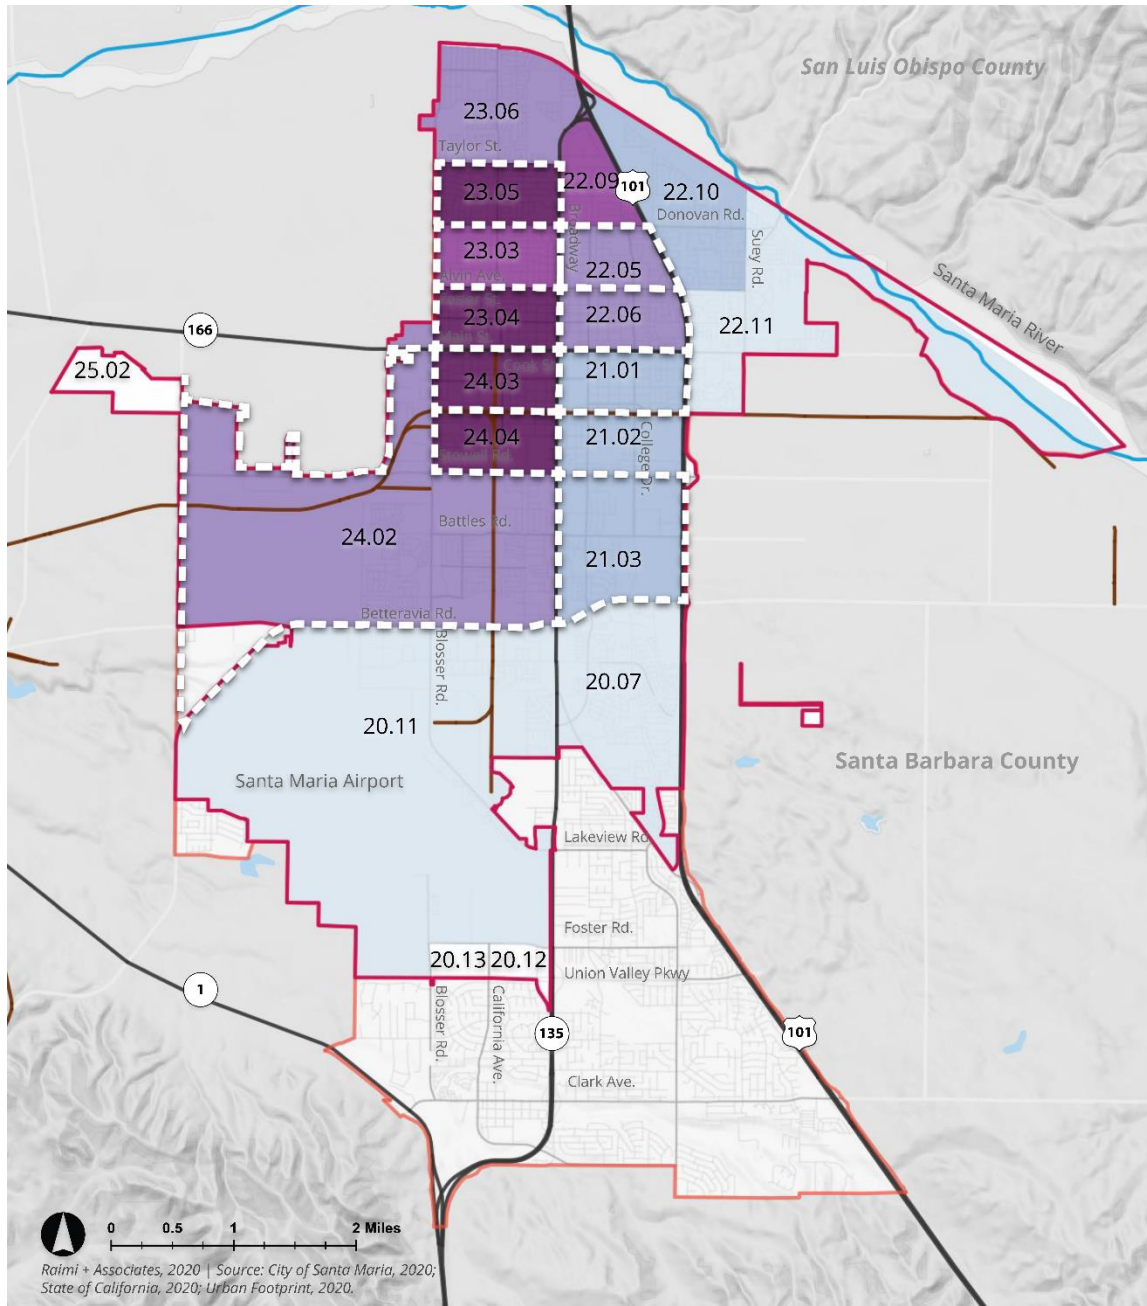 San Luis Obispo County
23.06
Taylor St.
22.09
101
22.10
23.05
Donovan Rd.
Broadway
Suey Rd.
23.03
22.05
Alvin Ave.
Santa Maria River
23.04
22.06
22.11
166
25.02
24.03
21.01
24.04
21.02
College Dr.
Stowell Rd.
Battles Rd.
24.02
21.03
Betteravia Rd.
Blosser Rd.
20.07
20.11
Santa Maria Airport
Santa Barbara County
Lakeview Rd
Foster Rd.
20.13
20.12
Union Valley Pkwy
1
Blosser Rd.
California Ave.
135
101
Clark Ave.
0 0.5 1 2 Miles
Raimi + Associates, 2020 | Source: City of Santa Maria, 2020;
State of California, 2020; Urban Footprint, 2020.